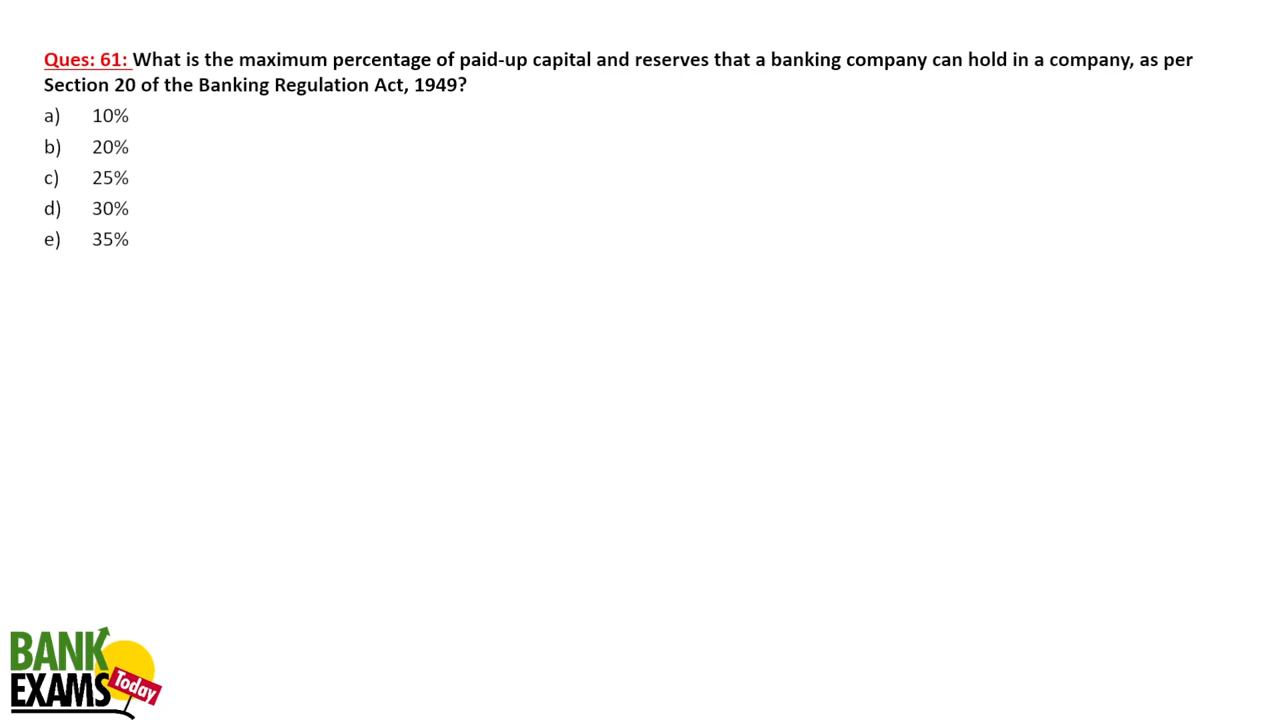 Ques: 61: What is the maximum percentage of paid-up capital and reserves that a banking company can hold in a company, as per
Section 20 of the Banking Regulation Act, 1949?
a) 10%
b) 20%
c) 25%
d) 30%
e) 35%
BANK
EXAMS
Today